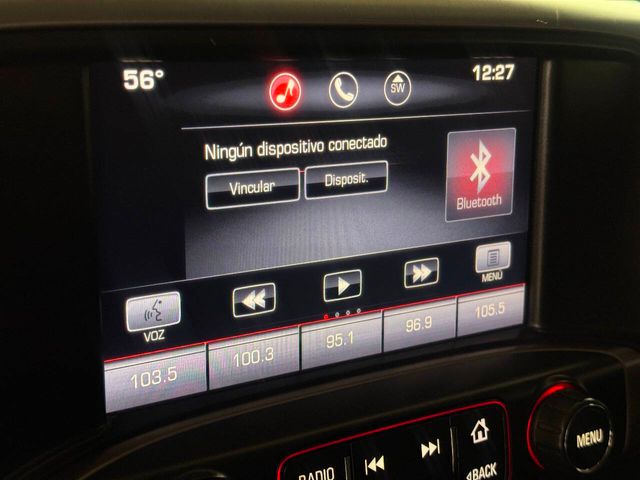 56°
SW
12:27
Ningún dispositivo conectado
Vincular
Disposit.
Bluetooth
VOZ
MENÚ
103.5
100.3
95.1
96.9
105.5
RADIO
BACK
MENU